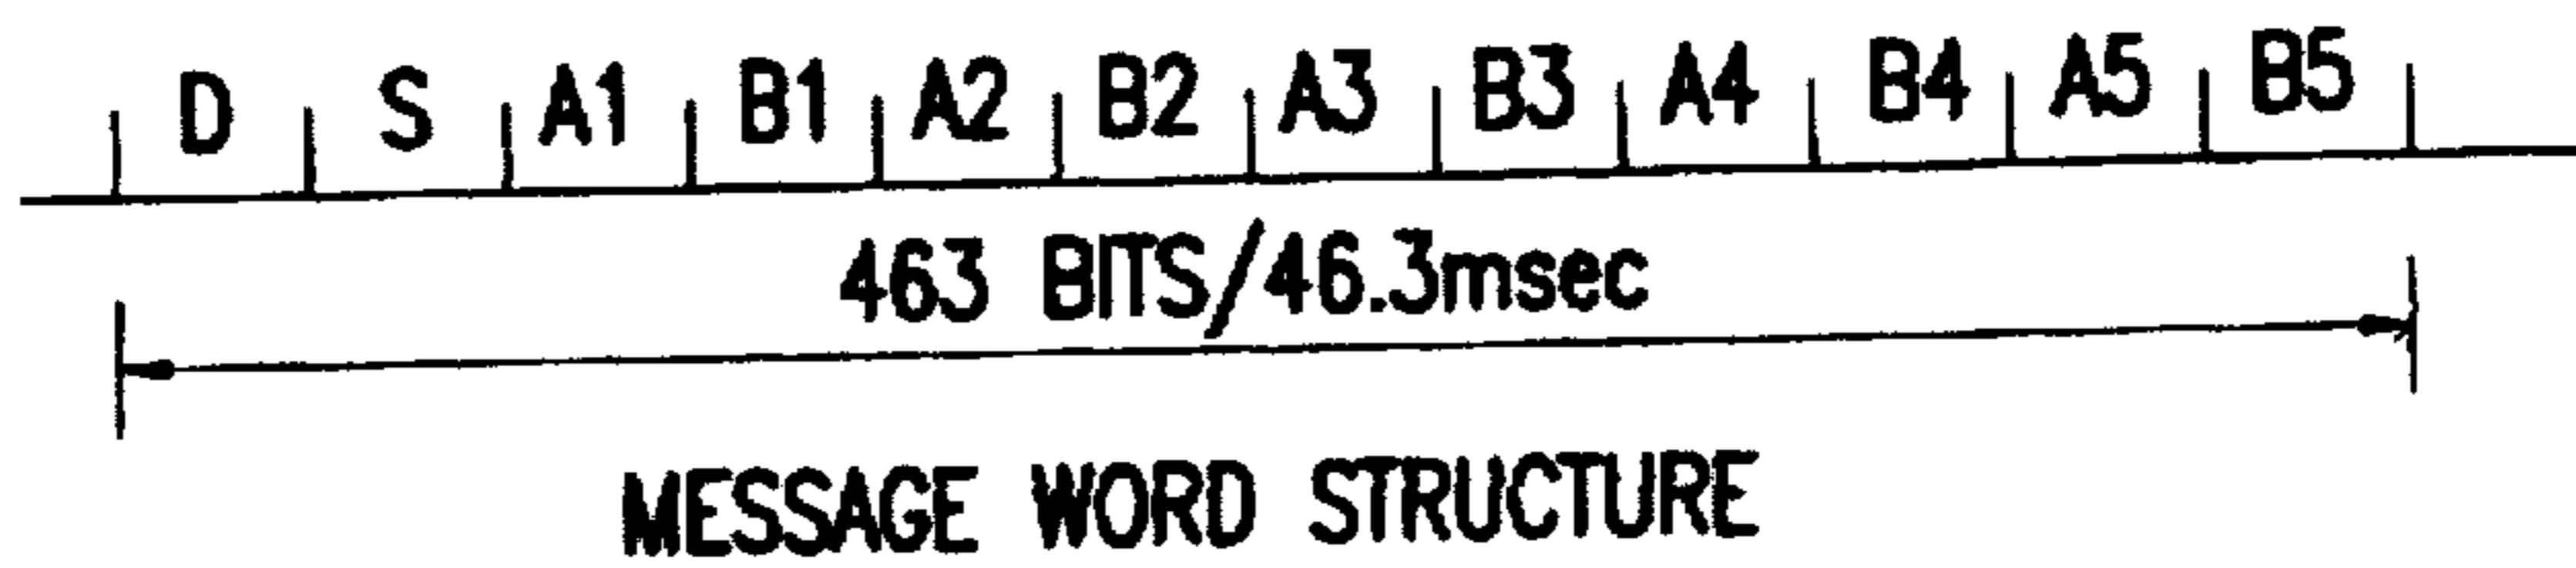 D S A1 B1 A2 B2 A3 B3 A4 B4 A5 B5
463 BITS/46.3msec
MESSAGE WORD STRUCTURE